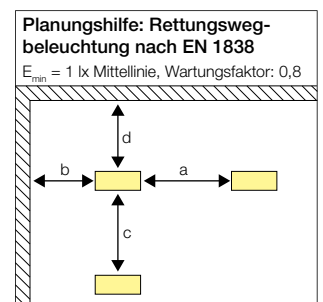 Planungshilfe: Rettungsweg-
beleuchtung nach EN 1838
Emin = 1 lx Mittellinie, Wartungsfaktor: 0,8
d
b
a
c